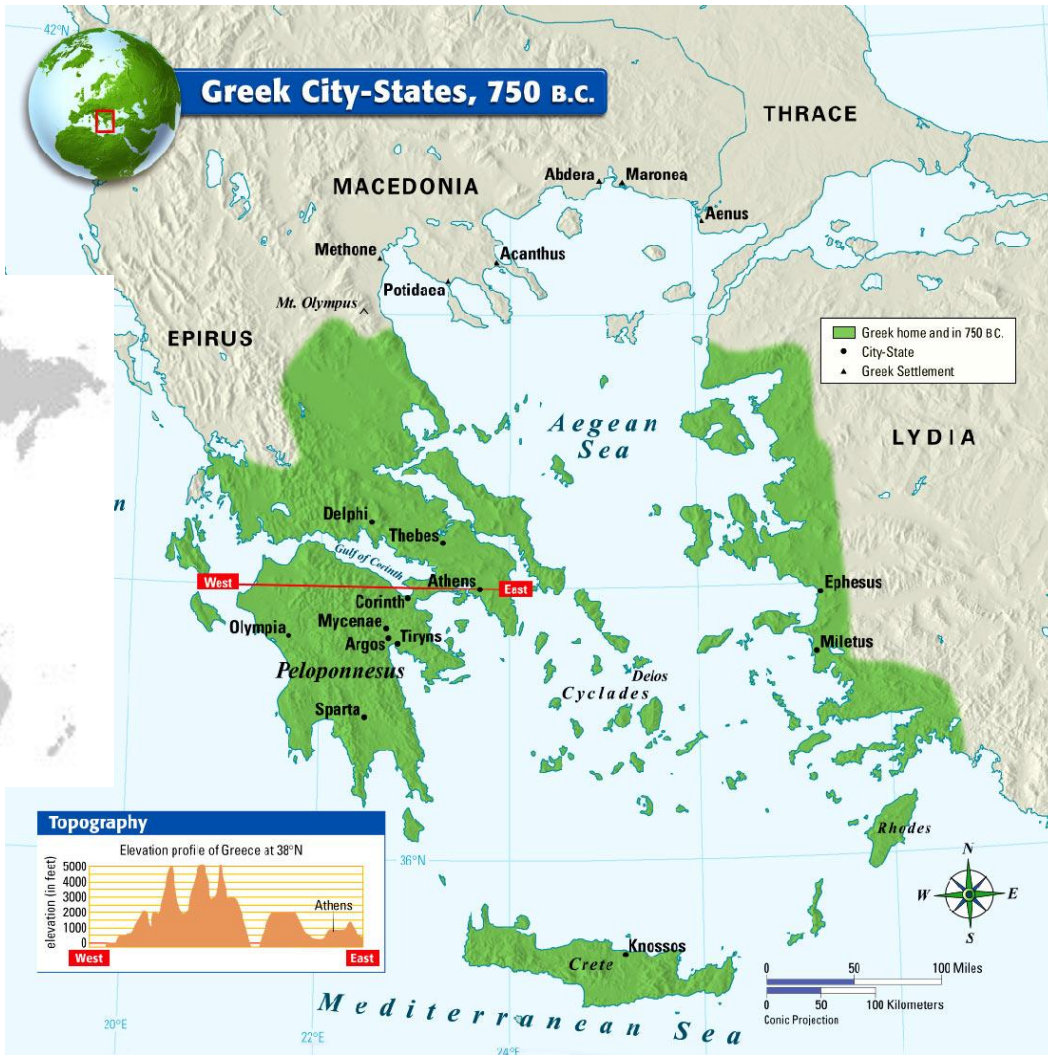 42°N
Greek City-States, 750 B.C.
THRACE
MACEDONIA
Abdera
Maronea
Aenus
Methone
Acanthus
Potidaea
Mt. Olympus
EPIRUS
Greek home and in 750 B.C.
City-State
Greek Settlement
Aegean
Sea
LYDIA
n
Delphi
Thebes
Gulf of Corinth
West
Athens
East
Ephesus
Corinth
Mycenae
Olympia
Argos
Tiryns
Miletus
Peloponnesus
Delos
Cyclades
Sparta
Rhodes
Topography
Elevation profile of Greece at 38°N
elevation (in feet)
5000
4000
3000
2000
1000
0
Athens
West
East
36°N
N
W
E
S
Knossos
Crete
0 50 100 Miles
0 50 100 Kilometers
Conic Projection
Mediterranean Sea
20°E
22°E
24°E